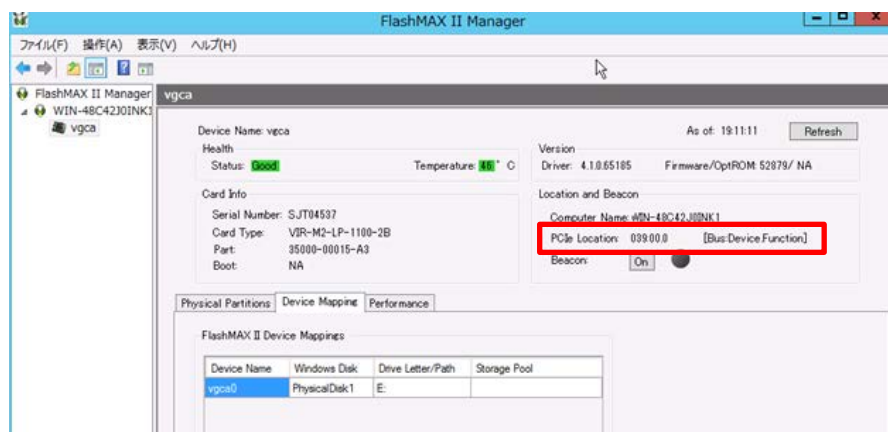 FlashMAX II Manager
ファイル(F) 操作(A) 表示(V) ヘルプ(H)
FlashMAX II Manager
WIN-48C42J0INK1
vgca
vgca
Device Name: vgca
As of: 19:11:11
Refresh
Health
Status: Good
Temperature: 46 ° C
Version
Driver: 4.1.0.65185 Firmware/OptROM: 52879/ NA
Card Info
Serial Number: SJT04537
Card Type: VIR-M2-LP-1100-2B
Part: 35000-00015-A3
Boot: NA
Location and Beacon
Computer Name: WIN-48C42J0INK1
PCIe Location: 039:00.0 [Bus:Device.Function]
Beacon: On
Physical Partitions Device Mapping Performance
FlashMAX II Device Mappings
Device Name Windows Disk Drive Letter/Path Storage Pool
vgca0 PhysicalDisk1 E: